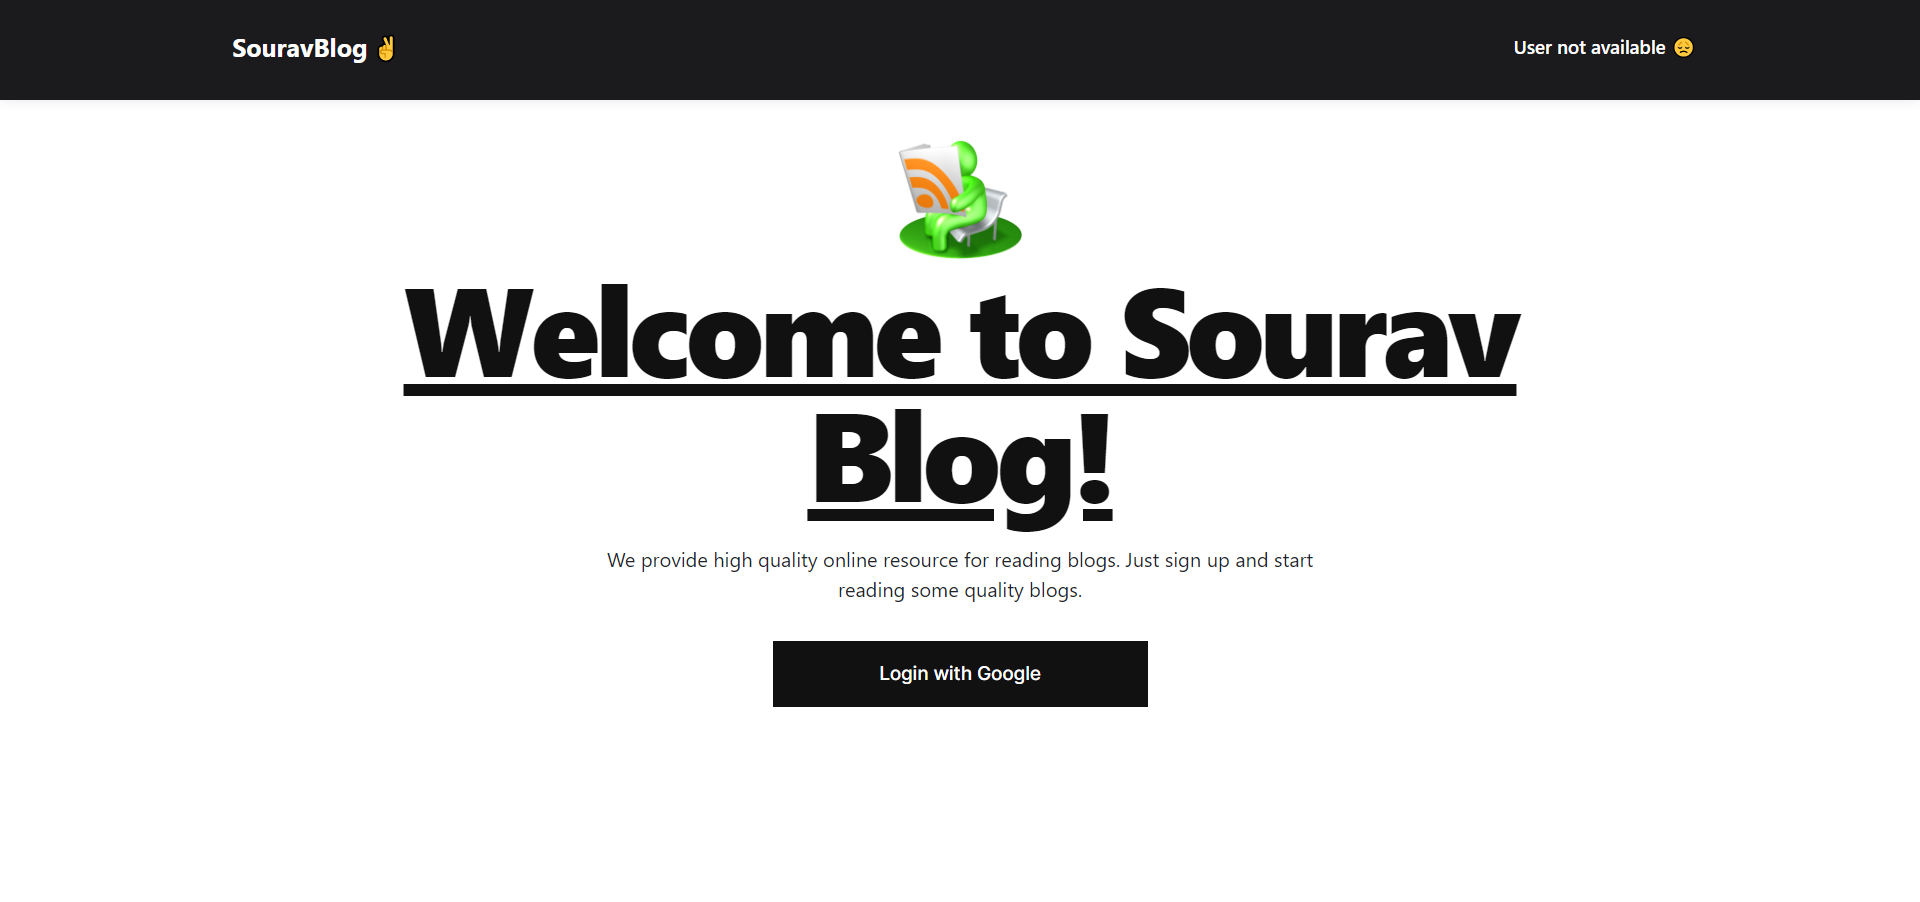 SouravBlog ✌
User not available 😞
Welcome to Sourav
Blog!
We provide high quality online resource for reading blogs. Just sign up and start
reading some quality blogs.
Login with Google